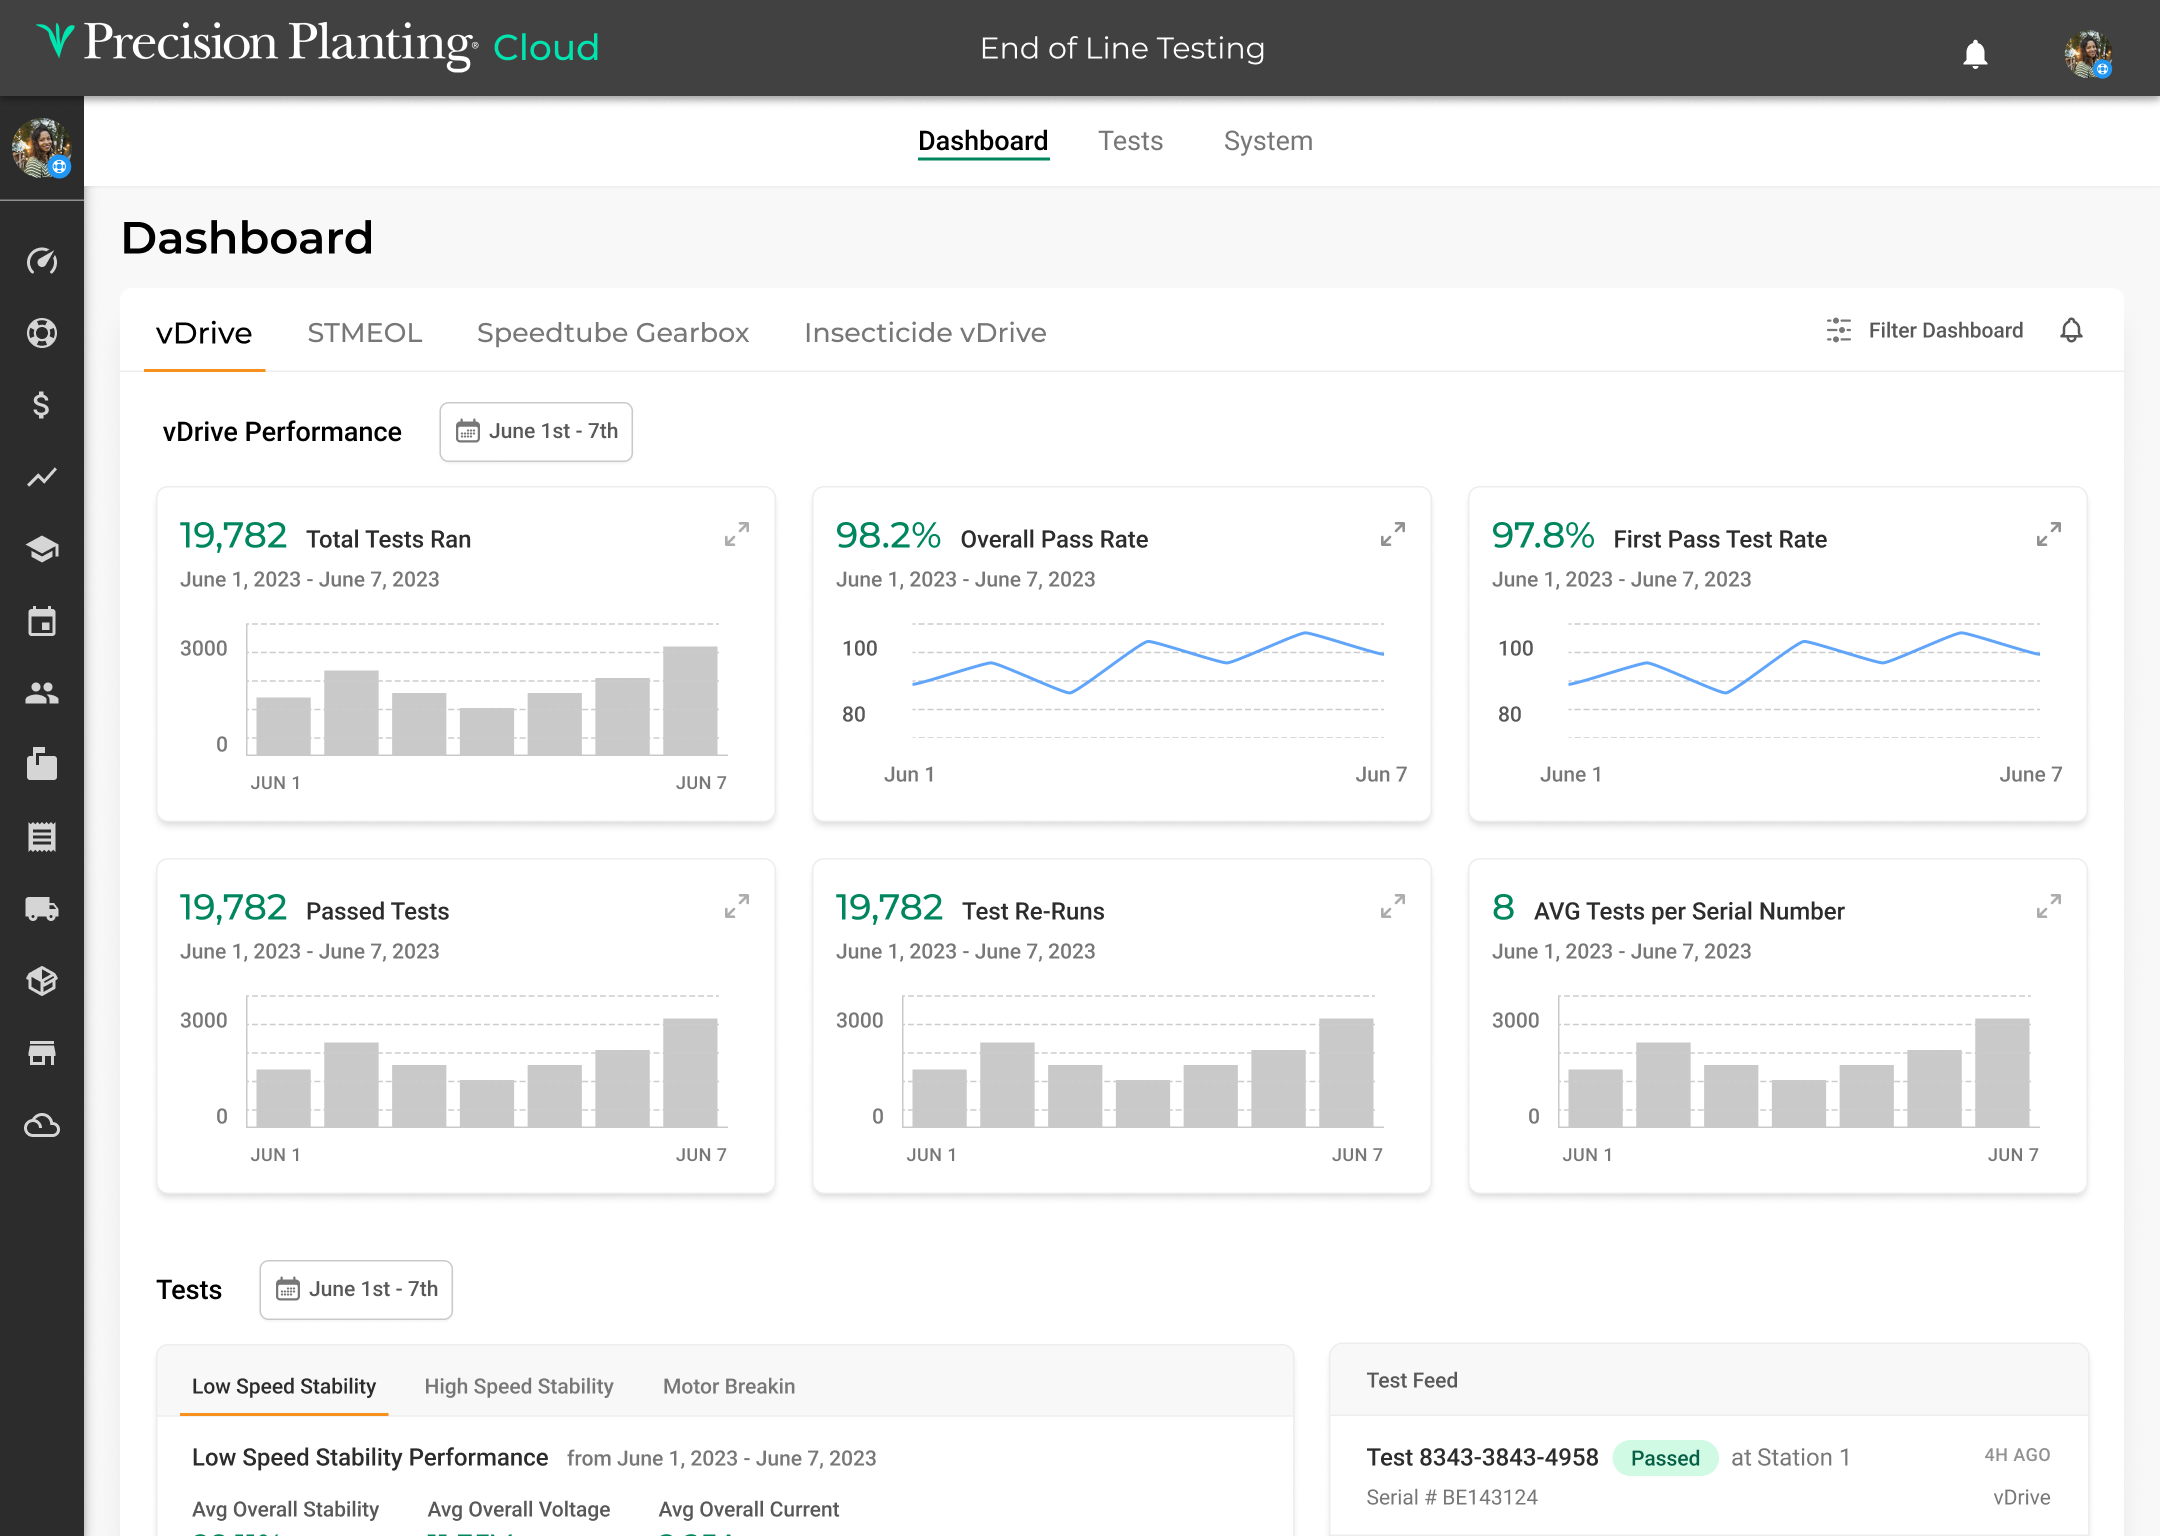 Precision Planting® Cloud
End of Line Testing
Dashboard Tests System
Dashboard
vDrive STMEOL Speedtube Gearbox Insecticide vDrive
Filter Dashboard
vDrive Performance
June 1st - 7th
19,782 Total Tests Ran
June 1, 2023 - June 7, 2023
3000
0
JUN 1 JUN 7
98.2% Overall Pass Rate
June 1, 2023 - June 7, 2023
100
80
Jun 1 Jun 7
97.8% First Pass Test Rate
June 1, 2023 - June 7, 2023
100
80
June 1 June 7
19,782 Passed Tests
June 1, 2023 - June 7, 2023
3000
0
JUN 1 JUN 7
19,782 Test Re-Runs
June 1, 2023 - June 7, 2023
3000
0
JUN 1 JUN 7
8 AVG Tests per Serial Number
June 1, 2023 - June 7, 2023
3000
0
JUN 1 JUN 7
Tests
June 1st - 7th
Low Speed Stability High Speed Stability Motor Breakin
Low Speed Stability Performance from June 1, 2023 - June 7, 2023
Avg Overall Stability Avg Overall Voltage Avg Overall Current
Test Feed
Test 8343-3843-4958 Passed at Station 1 4H AGO
Serial # BE143124 vDrive